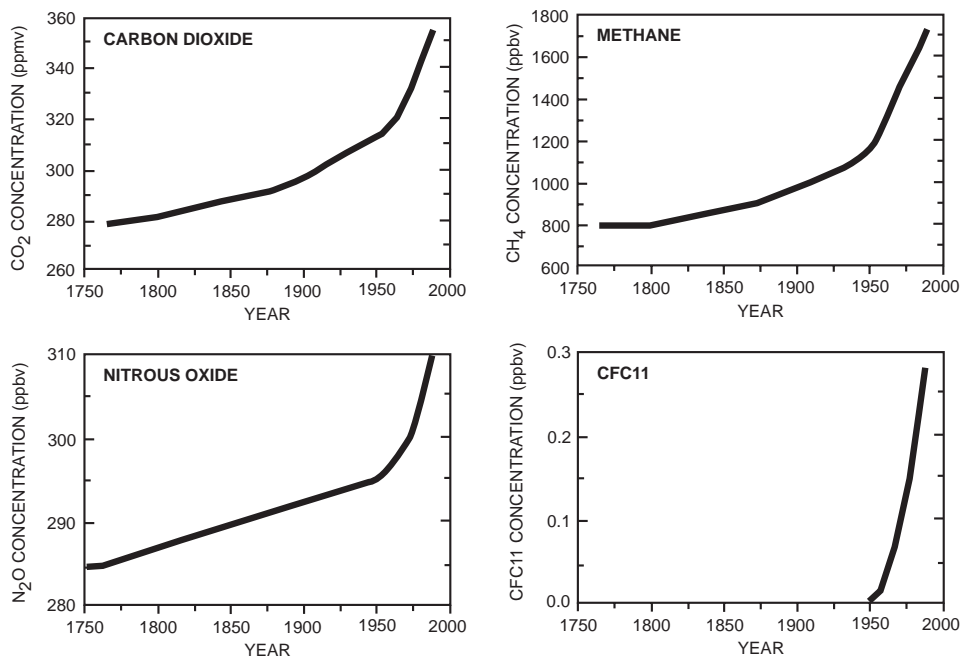 CARBON DIOXIDE
CO2 CONCENTRATION (ppmv)
360
340
320
300
280
260
1750 1800 1850 1900 1950 2000
YEAR
METHANE
CH4 CONCENTRATION (ppbv)
1800
1600
1400
1200
1000
800
600
1750 1800 1850 1900 1950 2000
YEAR
NITROUS OXIDE
N2O CONCENTRATION (ppbv)
310
300
290
280
1750 1800 1850 1900 1950 2000
YEAR
CFC11
CFC11 CONCENTRATION (ppbv)
0.3
0.2
0.1
0.0
1750 1800 1850 1900 1950 2000
YEAR